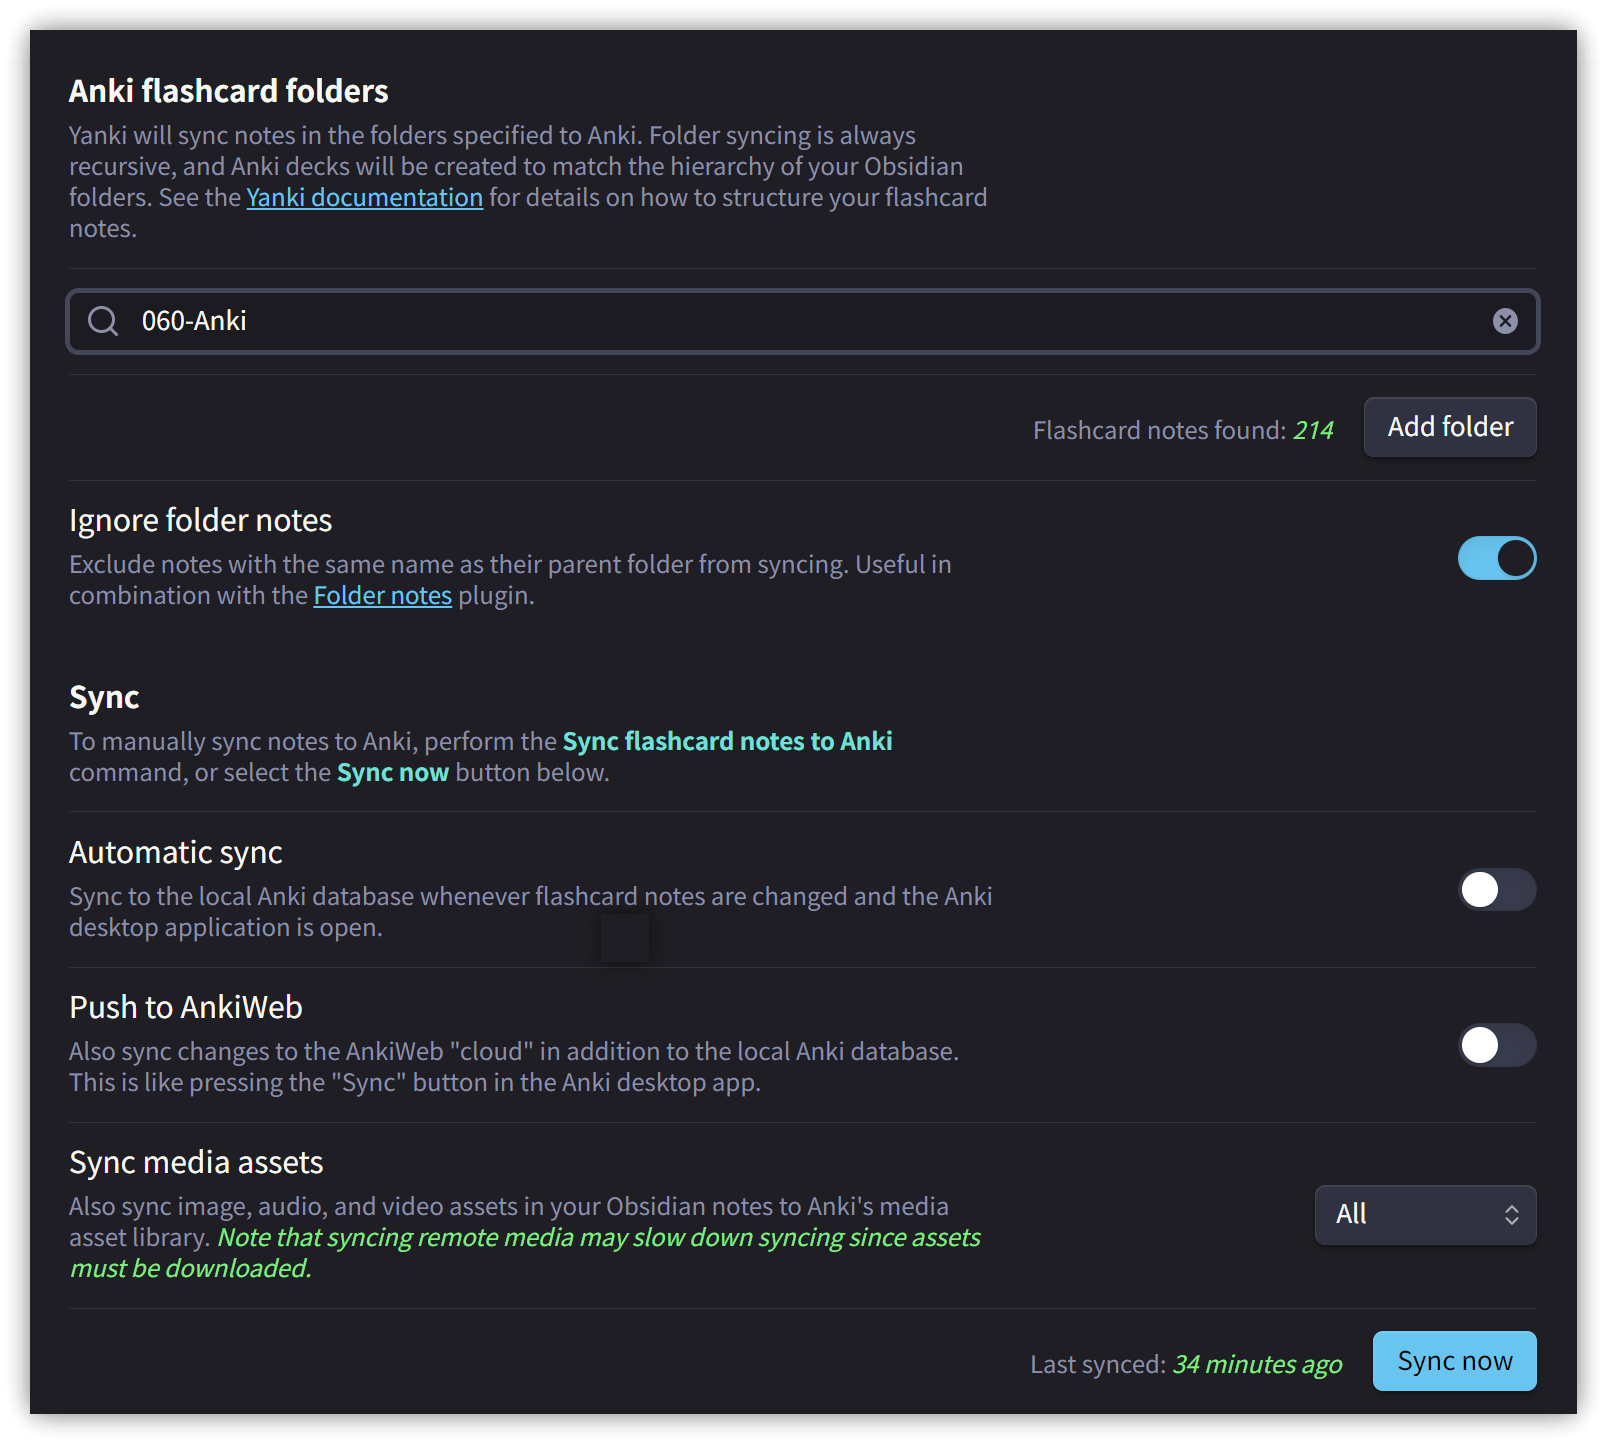 Anki flashcard folders
Yanki will sync notes in the folders specified to Anki. Folder syncing is always
recursive, and Anki decks will be created to match the hierarchy of your Obsidian
folders. See the Yanki documentation for details on how to structure your flashcard
notes.
060-Anki
Flashcard notes found: 214
Add folder
Ignore folder notes
Exclude notes with the same name as their parent folder from syncing. Useful in
combination with the Folder notes plugin.
Sync
To manually sync notes to Anki, perform the Sync flashcard notes to Anki
command, or select the Sync now button below.
Automatic sync
Sync to the local Anki database whenever flashcard notes are changed and the Anki
desktop application is open.
Push to AnkiWeb
Also sync changes to the AnkiWeb "cloud" in addition to the local Anki database.
This is like pressing the "Sync" button in the Anki desktop app.
Sync media assets
Also sync image, audio, and video assets in your Obsidian notes to Anki's media
asset library. Note that syncing remote media may slow down syncing since assets
must be downloaded.
All
Last synced: 34 minutes ago
Sync now